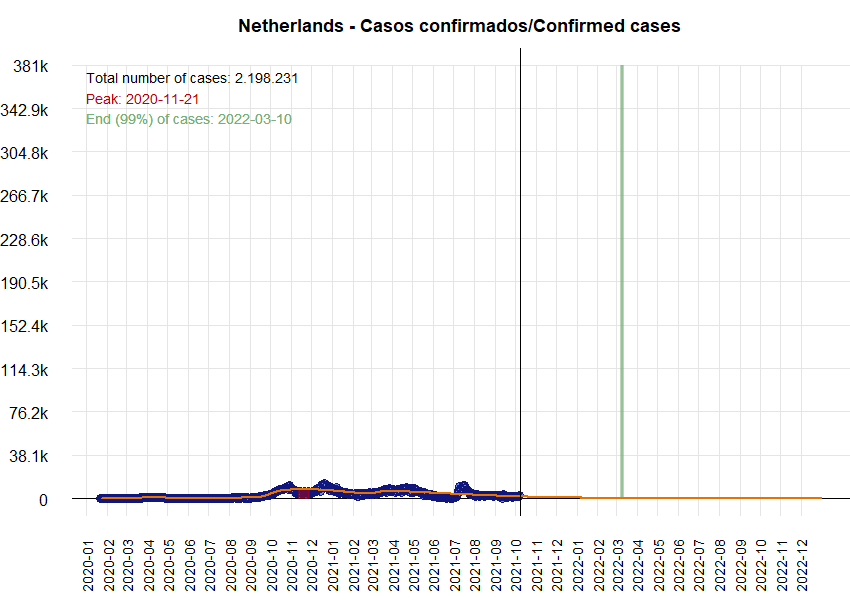 Netherlands - Casos confirmados/Confirmed cases
381k
342.9k
304.8k
266.7k
228.6k
190.5k
152.4k
114.3k
76.2k
38.1k
0
Total number of cases: 2.198.231
Peak: 2020-11-21
End (99%) of cases: 2022-03-10
2020-01
2020-02
2020-03
2020-04
2020-05
2020-06
2020-07
2020-08
2020-09
2020-10
2020-11
2020-12
2021-01
2021-02
2021-03
2021-04
2021-05
2021-06
2021-07
2021-08
2021-09
2021-10
2021-11
2021-12
2022-01
2022-02
2022-03
2022-04
2022-05
2022-06
2022-07
2022-08
2022-09
2022-10
2022-11
2022-12